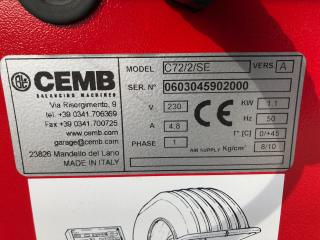 CEMB
BALANCING MACHINES
Via Risorgimento, 9
tel. +39 0341.706369
Fax +39 0341.700725
www.cemb.com
garage@cemb.com
23826 Mandello del Lario
MADE IN ITALY
MODEL C72/2/SE VERS. A
SER. N° 0603045902000
V 230 KW 1.1
A 4.8 CE Hz 50
T° [C] 0/+45
PHASE 1 AIR SUPPLY Kg/cm² 8/10